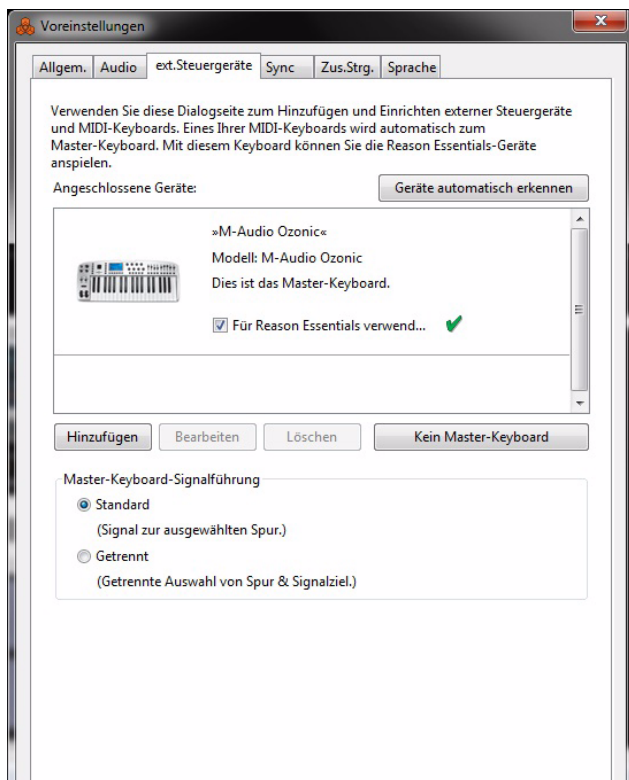 Voreinstellungen
Allgem. Audio ext.Steuergeräte Sync Zus.Strg. Sprache
Verwenden Sie diese Dialogseite zum Hinzufügen und Einrichten externer Steuergeräte
und MIDI-Keyboards. Eines Ihrer MIDI-Keyboards wird automatisch zum
Master-Keyboard. Mit diesem Keyboard können Sie die Reason Essentials-Geräte
anspielen.
Angeschlossene Geräte: Geräte automatisch erkennen
»M-Audio Ozonic«
Modell: M-Audio Ozonic
Dies ist das Master-Keyboard.
Für Reason Essentials verwend...
Hinzufügen Bearbeiten Löschen Kein Master-Keyboard
Master-Keyboard-Signalführung
Standard
(Signal zur ausgewählten Spur.)
Getrennt
(Getrennte Auswahl von Spur & Signalziel.)